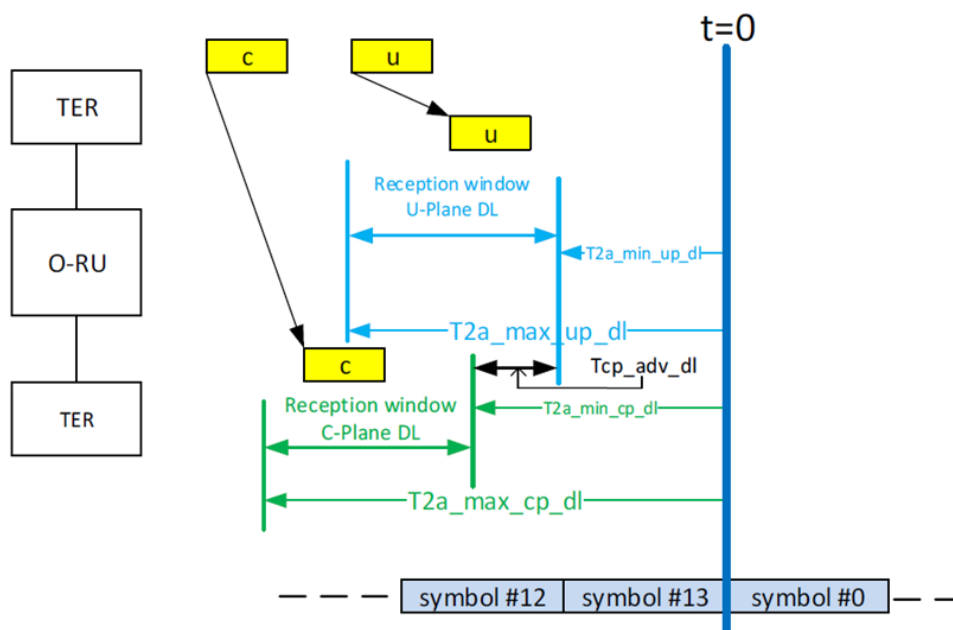 t=0
c
u
TER
u
Reception window
U-Plane DL
T2a_min_up_dl
O-RU
T2a_max_up_dl
c
Tcp_adv_dl
TER
Reception window
C-Plane DL
T2a_min_cp_dl
T2a_max_cp_dl
symbol #12
symbol #13
symbol #0